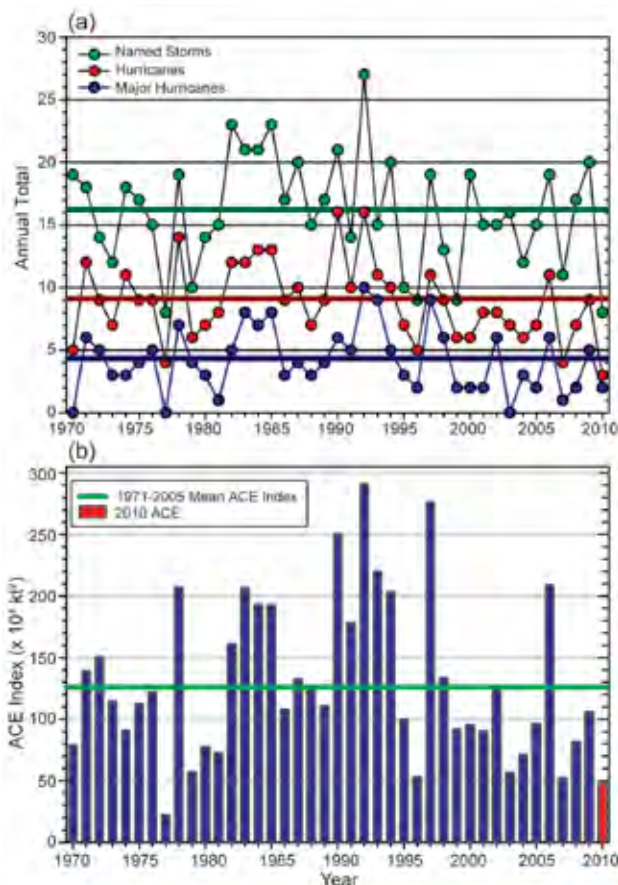 (a)
30
Named Storms
Hurricanes
25
Major Hurricanes
20
Annual Total
15
10
5
0
1970 1975 1980 1985 1990 1995 2000 2005 2010
(b)
300
1971-2005 Mean ACE Index
2010 ACE
250
200
ACE Index (x 10⁴ kt²)
150
100
50
0
1970 1975 1980 1985 1990 1995 2000 2005 2010
Year